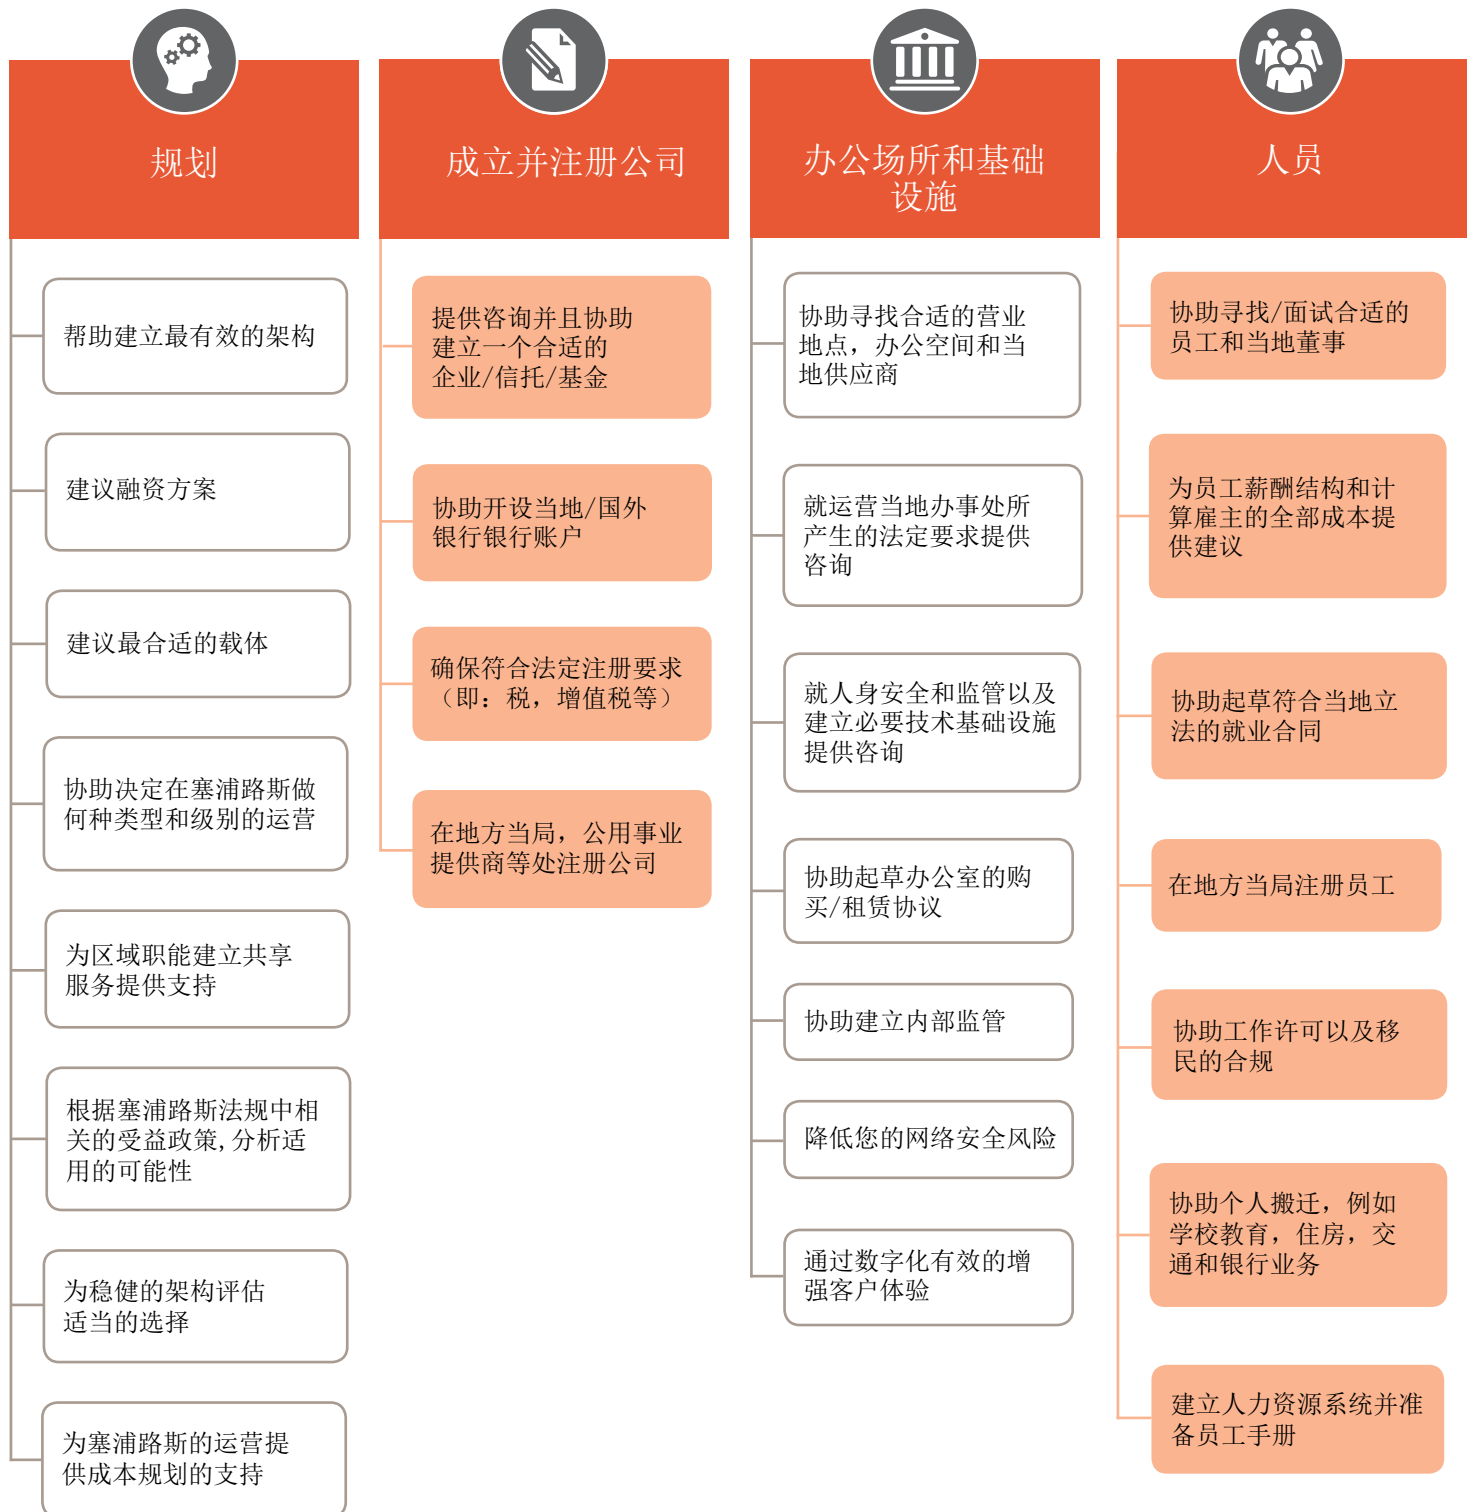 规划
帮助建立最有效的架构
建议融资方案
建议最合适的载体
协助决定在塞浦路斯做
何种类型和级别的运营
为区域职能建立共享
服务提供支持
根据塞浦路斯法规中相
关的受益政策,分析适
用的可能性
为稳健的架构评估
适当的选择
为塞浦路斯的运营提
供成本规划的支持
成立并注册公司
提供咨询并且协助
建立一个合适的
企业/信托/基金
协助开设当地/国外
银行银行账户
确保符合法定注册要求
（即：税，增值税等）
在地方当局，公用事业
提供商等处注册公司
办公场所和基础
设施
协助寻找合适的营业
地点，办公空间和当
地供应商
就运营当地办事处所
产生的法定要求提供
咨询
就人身安全和监管以及
建立必要技术基础设施
提供咨询
协助起草办公室的购
买/租赁协议
协助建立内部监管
降低您的网络安全风险
通过数字化有效的增
强客户体验
人员
协助寻找/面试合适的
员工和当地董事
为员工薪酬结构和计
算雇主的全部成本提
供建议
协助起草符合当地立
法的就业合同
在地方当局注册员工
协助工作许可以及移
民的合规
协助个人搬迁，例如
学校教育，住房，交
通和银行业务
建立人力资源系统并准
备员工手册